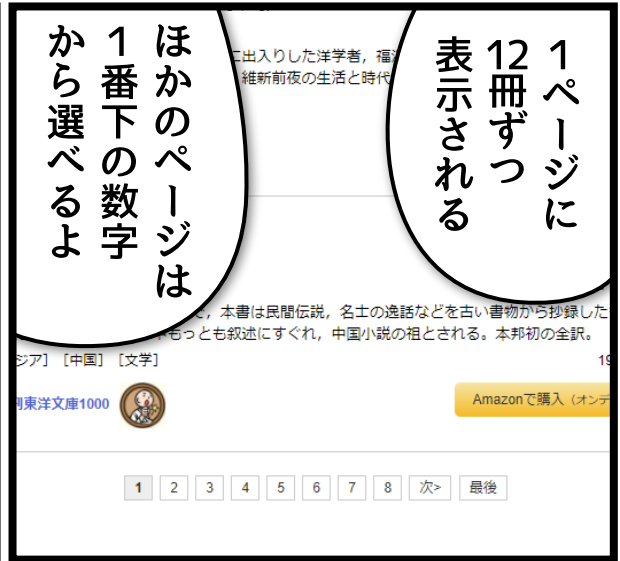 1ページに
12冊ずつ
表示される
ほかのページは
1番下の数字
から選べるよ
に出入りした洋学者，福
維新前夜の生活と時代
，本書は民間伝説，名士の逸話などを古い書物から抄録した
もっとも叙述にすぐれ，中国小説の祖とされる。本邦初の全訳。
ジア］［中国］［文学］
19
東洋文庫1000
Amazonで購入（オンデ
1 2 3 4 5 6 7 8 次> 最後